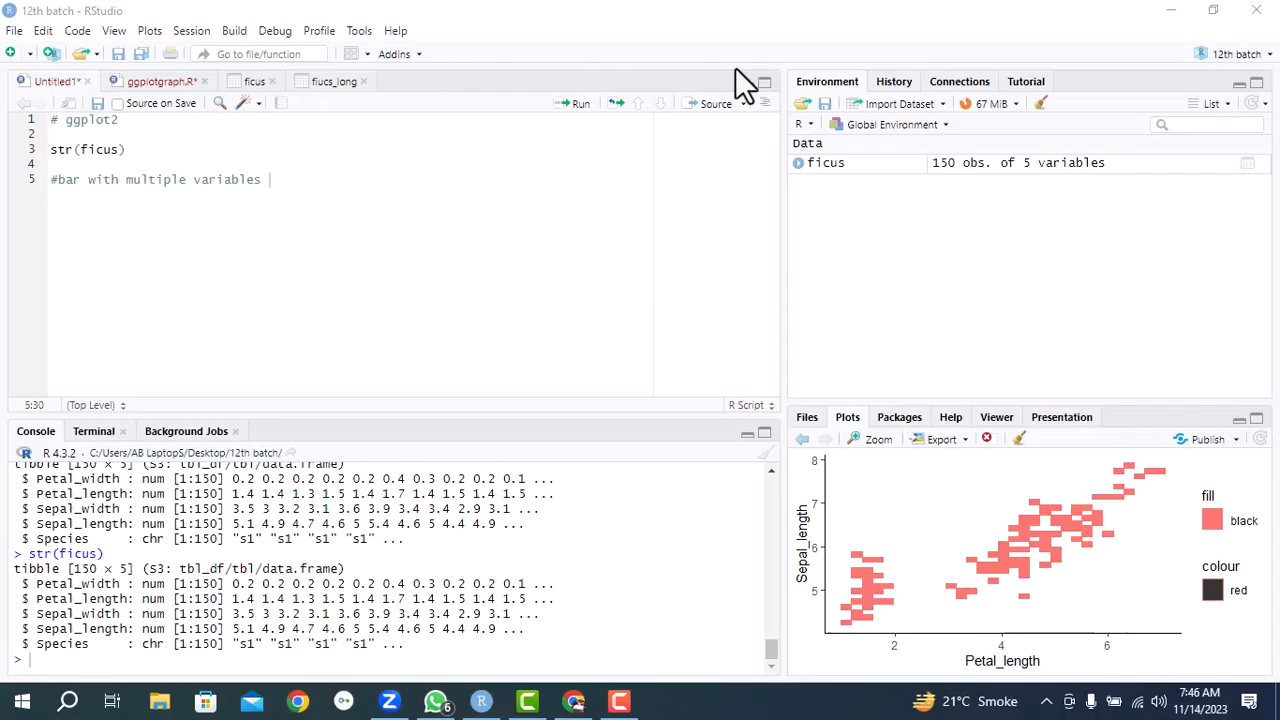 12th batch - RStudio
File Edit Code View Plots Session Build Debug Profile Tools Help
Go to file/function Addins 12th batch
Untitled1* ggplotgraph.R* ficus fiucs_long
Source on Save Run Source
1 # ggplot2
2
3 str(ficus)
4
5 #bar with multiple variables
5:30 (Top Level) R Script
Console Terminal Background Jobs
R 4.3.2 . C:/Users/AB LaptopS/Desktop/12th batch/
tibble [150 × 5] (S3: tbl_df/tbl/data.frame)
$ Petal_width : num [1:150] 0.2 0.2 0.2 0.2 0.2 0.4 0.3 0.2 0.2 0.1 ...
$ Petal_length: num [1:150] 1.4 1.4 1.3 1.5 1.4 1.7 1.4 1.5 1.4 1.5 ...
$ Sepal_width : num [1:150] 3.5 3 3.2 3.1 3.6 3.9 3.4 3.4 2.9 3.1 ...
$ Sepal_length: num [1:150] 5.1 4.9 4.7 4.6 5 5.4 4.6 5 4.4 4.9 ...
$ Species : chr [1:150] "s1" "s1" "s1" "s1" ...
> str(ficus)
tibble [150 × 5] (S3: tbl_df/tbl/data.frame)
$ Petal_width : num [1:150] 0.2 0.2 0.2 0.2 0.2 0.4 0.3 0.2 0.2 0.1 ...
$ Petal_length: num [1:150] 1.4 1.4 1.3 1.5 1.4 1.7 1.4 1.5 1.4 1.5 ...
$ Sepal_width : num [1:150] 3.5 3 3.2 3.1 3.6 3.9 3.4 3.4 2.9 3.1 ...
$ Sepal_length: num [1:150] 5.1 4.9 4.7 4.6 5 5.4 4.6 5 4.4 4.9 ...
$ Species : chr [1:150] "s1" "s1" "s1" "s1" ...
>
Environment History Connections Tutorial
Import Dataset 67 MiB List
R Global Environment
Data
ficus 150 obs. of 5 variables
Files Plots Packages Help Viewer Presentation
Zoom Export Publish
8
7
6
5
Sepal_length
2 4 6
Petal_length
fill
black
colour
red
6
21°C Smoke
7:46 AM
11/14/2023